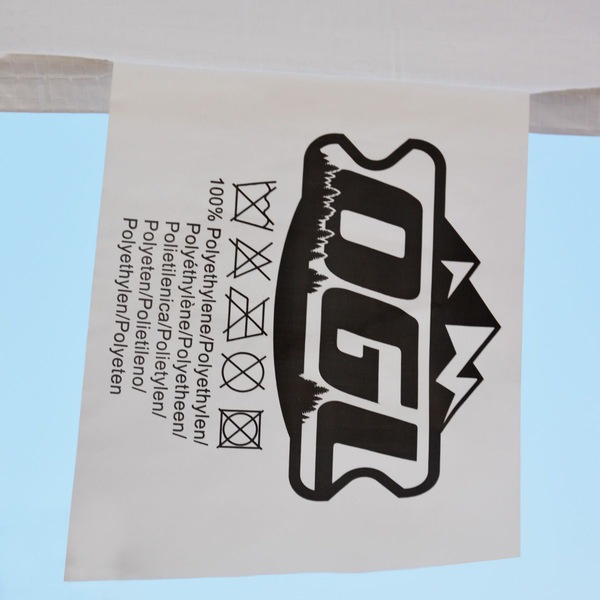 OGL
100% Polyethylene/Polyethylen/
Polyéthylène/Polyetheen/
Polietilenica/Polietylen/
Polyeten/Polietileno/
Polyethylen/Polyeten